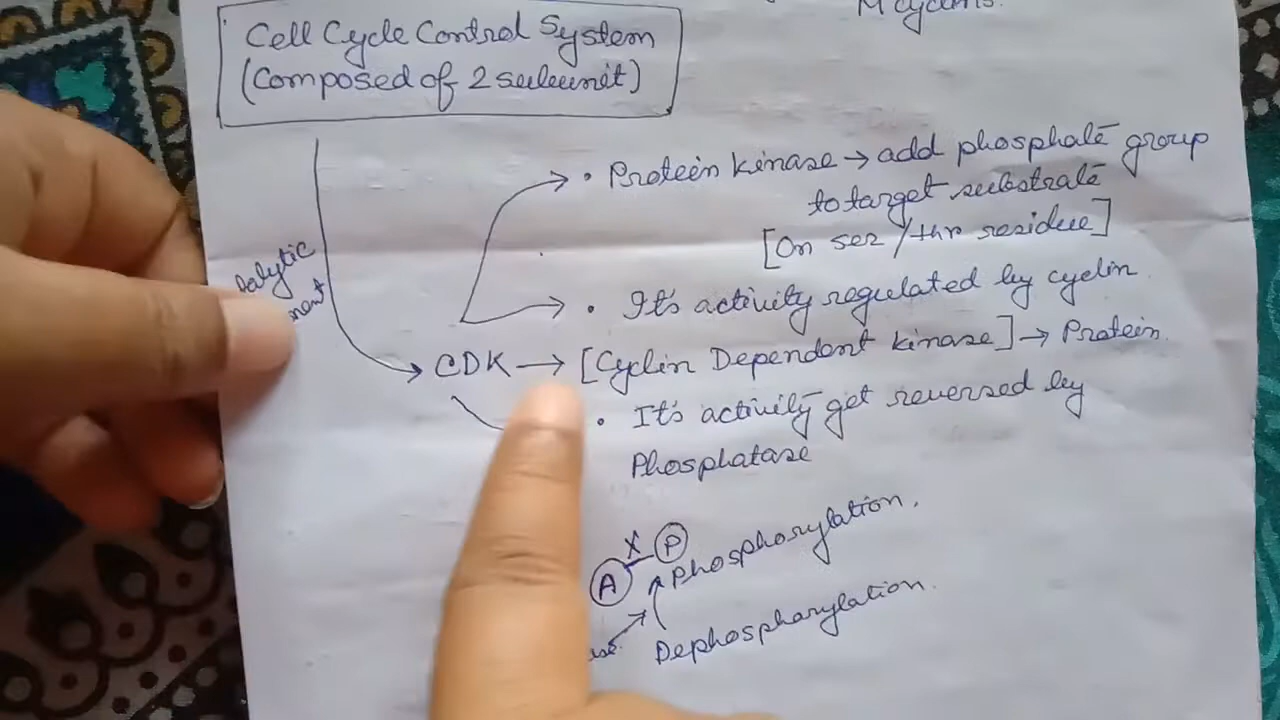 Cell Cycle Control System
(Composed of 2 subunit)
• Protein kinase → add phosphate group
to target substrate
[On ser/thr residue]
• It's activity regulated by cyclin
CDK → [Cyclin Dependent kinase] → Protein
• It's activity get reversed by
Phosphatase
A X P
Phosphorylation.
Dephosphorylation.